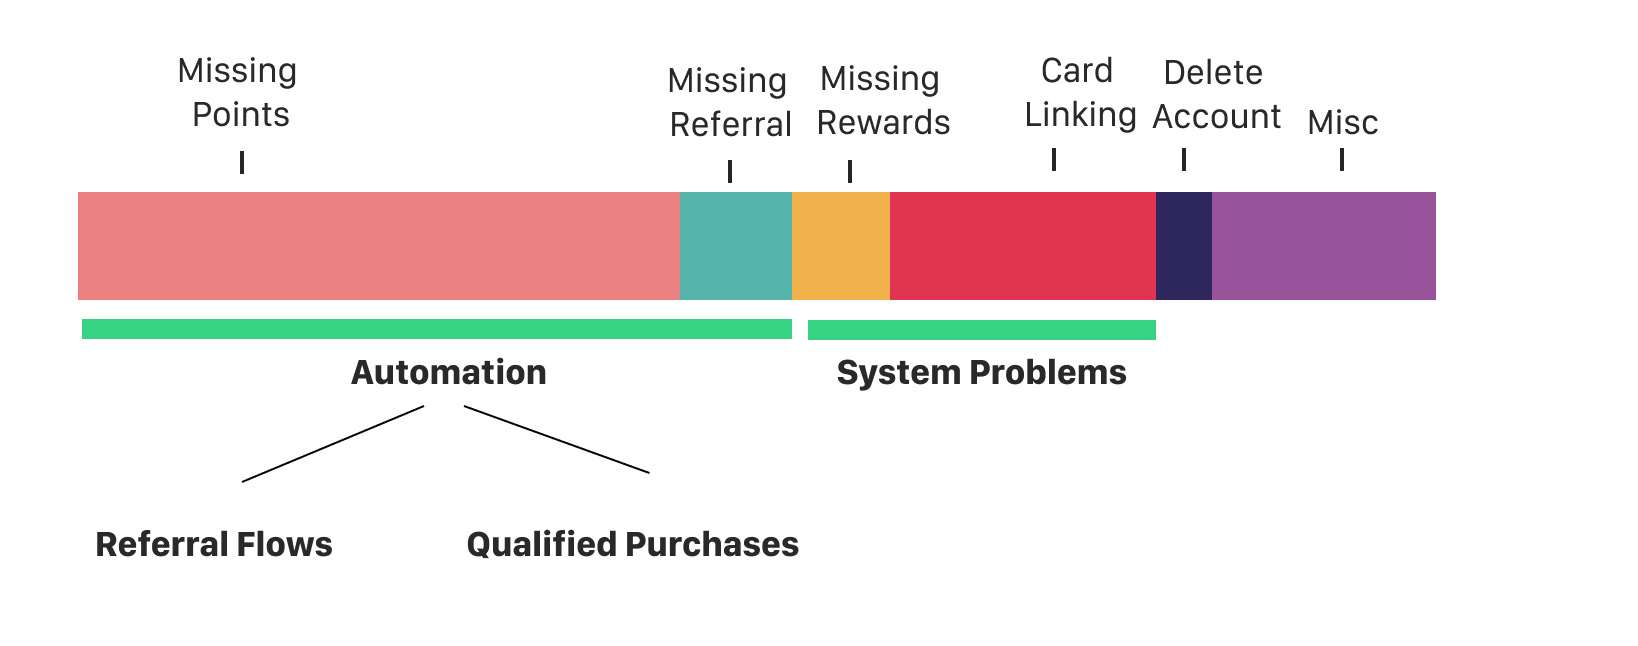 Missing
Points
Missing
Referral
Missing
Rewards
Card
Linking
Delete
Account
Misc
Automation
System Problems
Referral Flows
Qualified Purchases